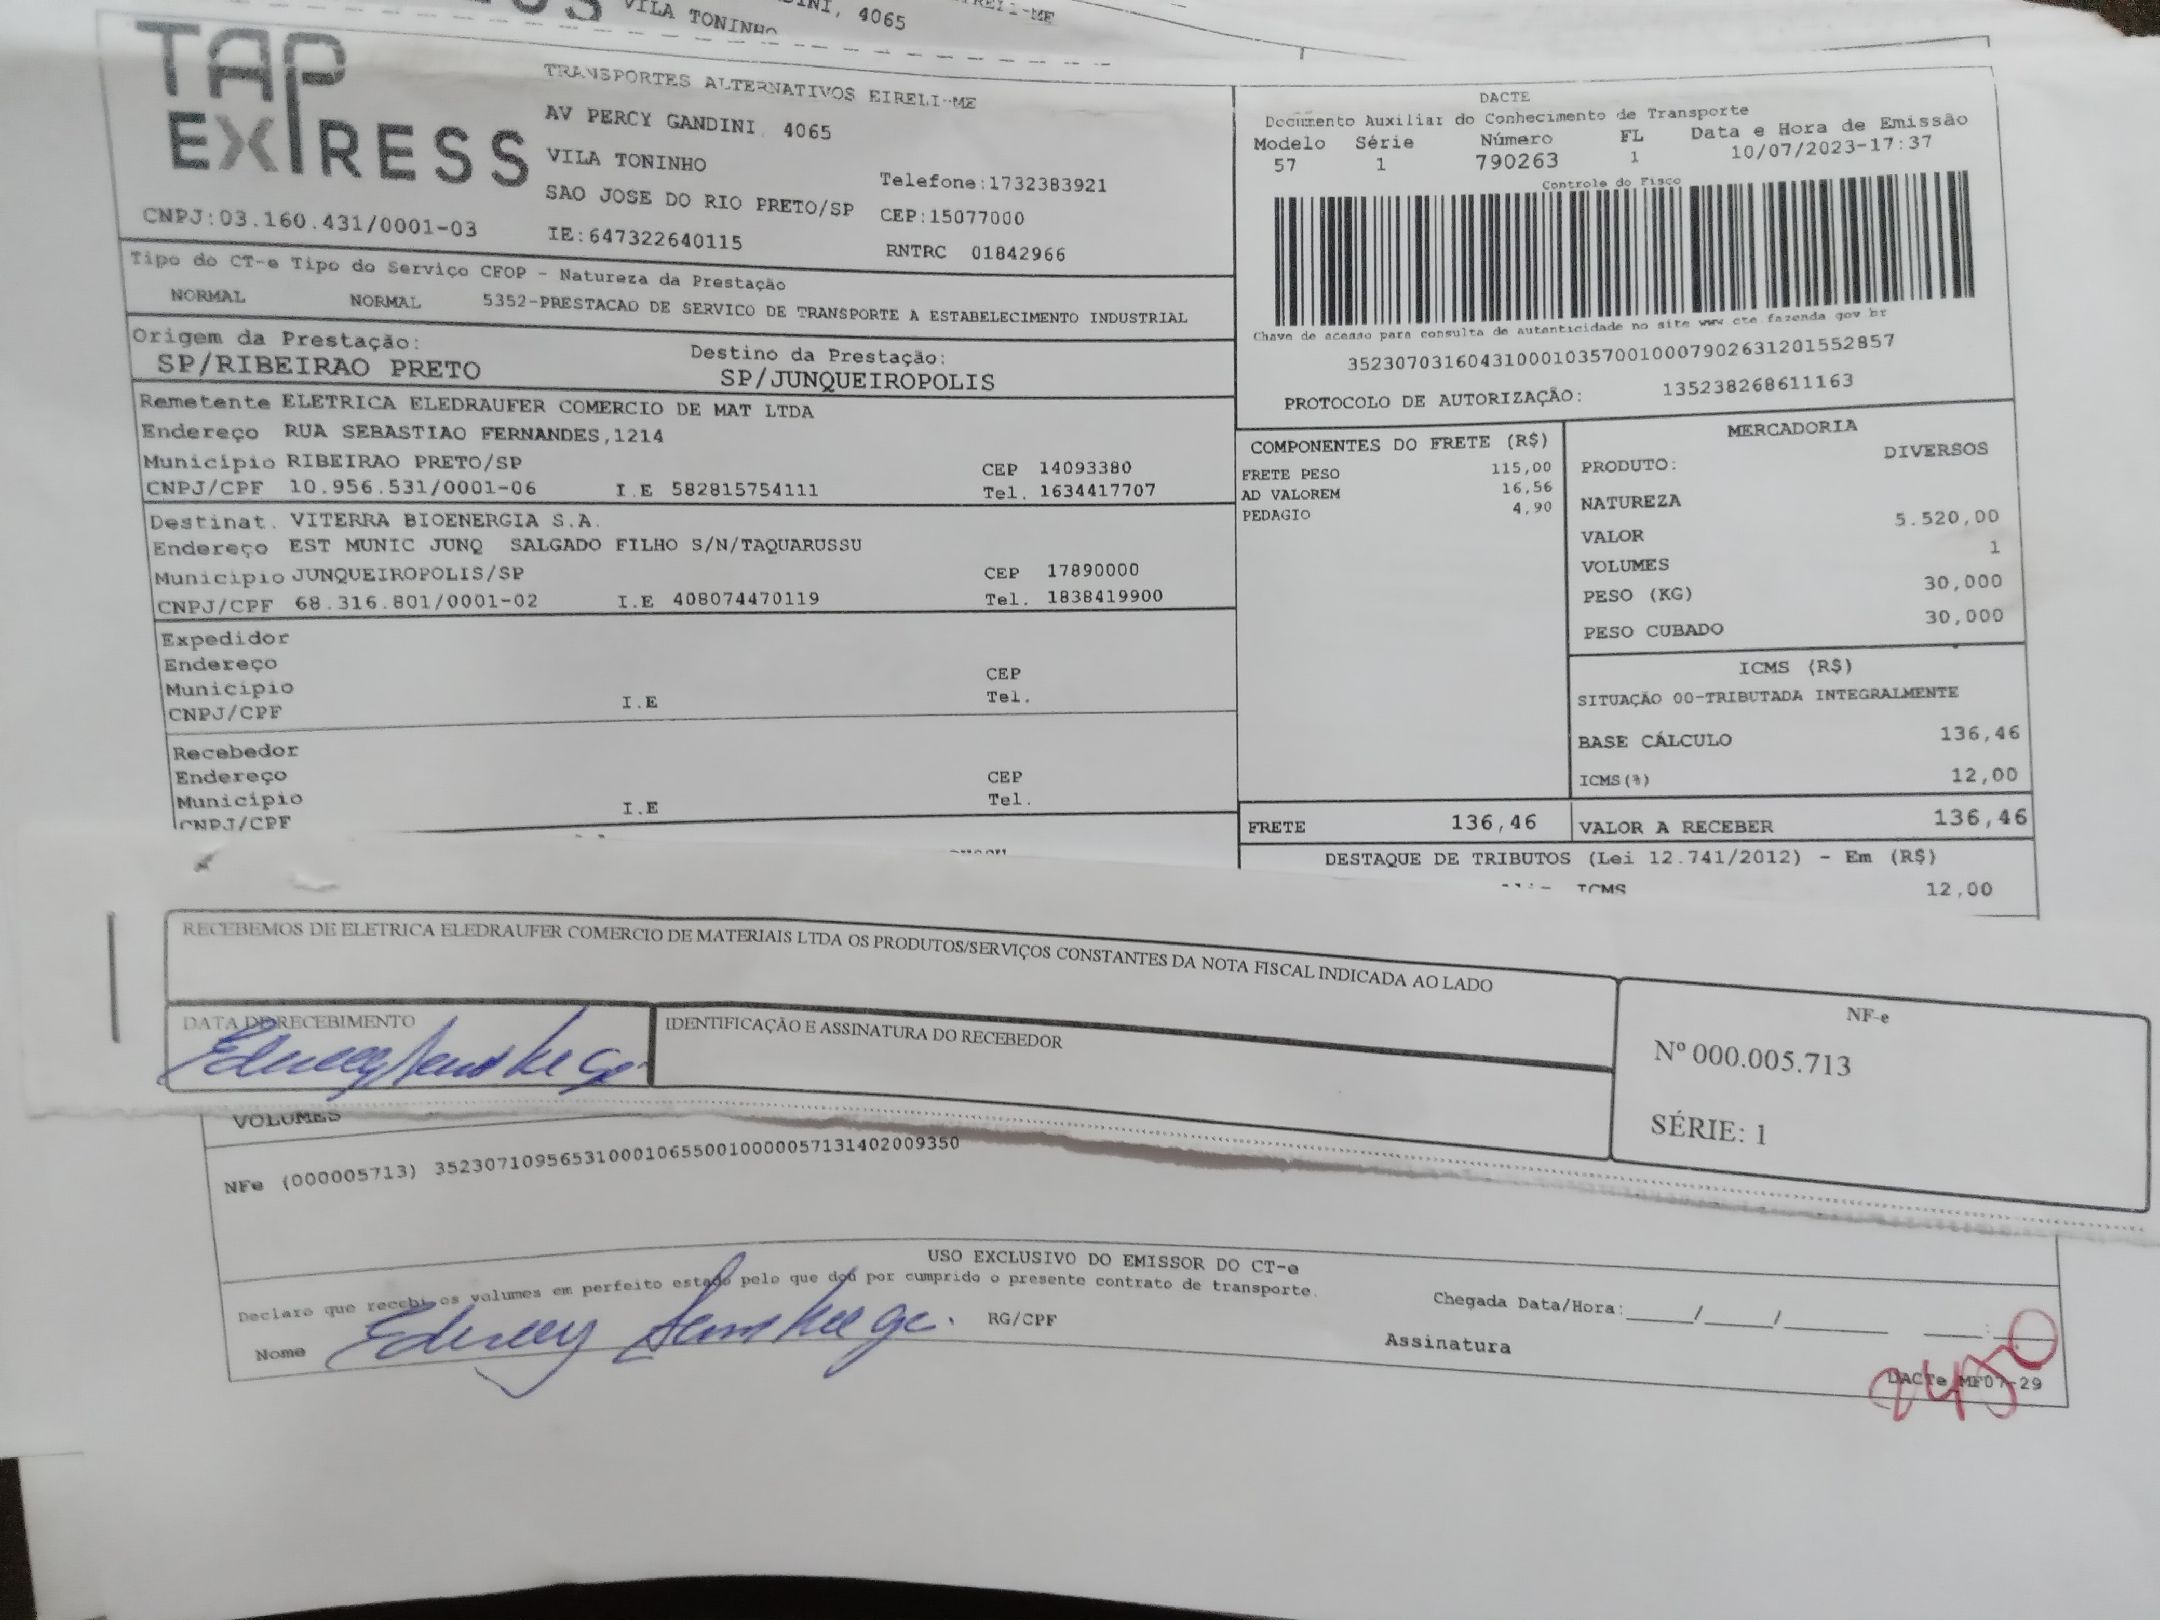 VILA TONINHO
DINI, 4065
RELI-ME
TAP
EXPRESS
TRANSPORTES ALTERNATIVOS EIRELI-ME
AV PERCY GANDINI, 4065
VILA TONINHO
SAO JOSE DO RIO PRETO/SP
Telefone:1732383921
CEP:15077000
CNPJ:03.160.431/0001-03
IE:647322640115
RNTRC 01842966
DACTE
Documento Auxiliar do Conhecimento de Transporte
Modelo Série Número FL Data e Hora de Emissão
57 1 790263 1 10/07/2023-17:37
Controle do Fisco
Chave de acesso para consulta de autenticidade no site www cte fazenda gov br
35230703160431000103570010007902631201552857
PROTOCOLO DE AUTORIZAÇÃO: 135238268611163
Tipo do CT-e Tipo do Serviço CFOP - Natureza da Prestação
NORMAL NORMAL 5352-PRESTACAO DE SERVICO DE TRANSPORTE A ESTABELECIMENTO INDUSTRIAL
Origem da Prestação:
SP/RIBEIRAO PRETO
Destino da Prestação:
SP/JUNQUEIROPOLIS
Remetente ELETRICA ELEDRAUFER COMERCIO DE MAT LTDA
Endereço RUA SEBASTIAO FERNANDES,1214
Município RIBEIRAO PRETO/SP CEP 14093380
CNPJ/CPF 10.956.531/0001-06 I.E 582815754111 Tel. 1634417707
Destinat. VITERRA BIOENERGIA S.A.
Endereço EST MUNIC JUNQ SALGADO FILHO S/N/TAQUARUSSU
Município JUNQUEIROPOLIS/SP CEP 17890000
CNPJ/CPF 68.316.801/0001-02 I.E 408074470119 Tel. 1838419900
Expedidor
Endereço
Município CEP
CNPJ/CPF I.E Tel.
Recebedor
Endereço
Município CEP
CNPJ/CPF I.E Tel.
COMPONENTES DO FRETE (R$)
FRETE PESO 115,00
AD VALOREM 16,56
PEDAGIO 4,90
MERCADORIA
PRODUTO: DIVERSOS
NATUREZA
VALOR 5.520,00
VOLUMES 1
PESO (KG) 30,000
PESO CUBADO 30,000
ICMS (R$)
SITUAÇÃO 00-TRIBUTADA INTEGRALMENTE
BASE CÁLCULO 136,46
ICMS(%) 12,00
FRETE 136,46 VALOR A RECEBER 136,46
DESTAQUE DE TRIBUTOS (Lei 12.741/2012) - Em (R$)
ICMS 12,00
RECEBEMOS DE ELETRICA ELEDRAUFER COMERCIO DE MATERIAIS LTDA OS PRODUTOS/SERVIÇOS CONSTANTES DA NOTA FISCAL INDICADA AO LADO
DATA DE RECEBIMENTO
IDENTIFICAÇÃO E ASSINATURA DO RECEBEDOR
NF-e
Nº 000.005.713
SÉRIE: 1
VOLUMES
NFe (000005713) 35230710956531000106550010000057131402009350
USO EXCLUSIVO DO EMISSOR DO CT-e
Declaro que recebi os volumes em perfeito estado pelo que dou por cumprido o presente contrato de transporte.
Nome RG/CPF
Chegada Data/Hora:____/____/______ ____:____
Assinatura
DACTe MF07-29